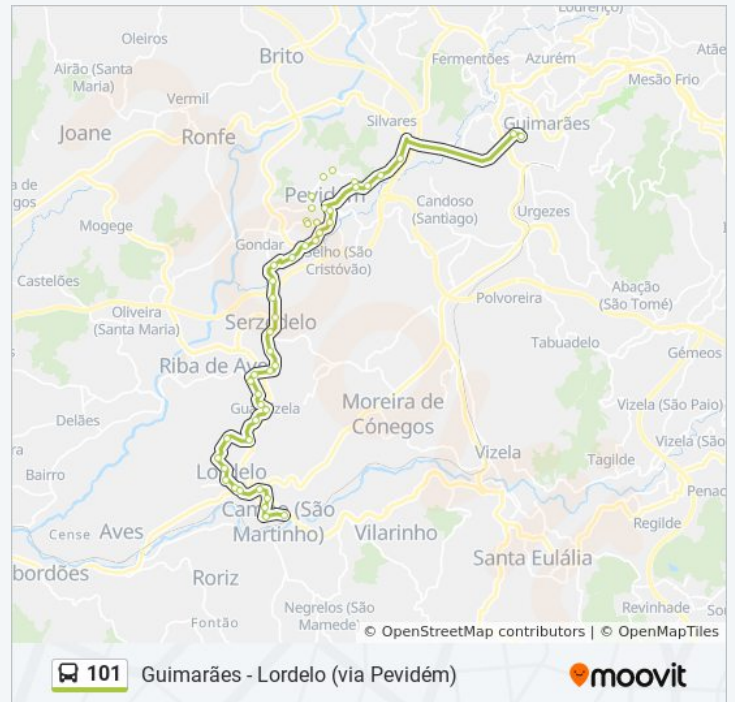 Lourenço)
Oleiros
Brito
Fermentões
Azurém
Atãe
Airão (Santa
Maria)
Mesão Frio
Vermil
Silvares
Guimarães
Joane
Ronfe
a de
gos
Pevidém
Candoso
(Santiago)
Urgezes
Mogege
Gondar
Selho (São
Cristóvão)
Castelões
Abação
(São Tomé)
Polvoreira
Oliveira
(Santa Maria)
Serzedelo
Tabuadelo
Gémeos
Riba de Ave
Moreira de
Cónegos
Vizela (São Paio)
Delães
Guardizela
Vizela
Vizela (São
Tagilde
ra
Bairro
Lordelo
Penac
Campo (São
Martinho)
Regilde
Cense
Aves
Vilarinho
Santa Eulália
bordões
Roriz
Negrelos (São
Mamede)
Revinhade
Sou
Fontão
© OpenStreetMap contributors | © OpenMapTiles
101 Guimarães - Lordelo (via Pevidém)
moovit